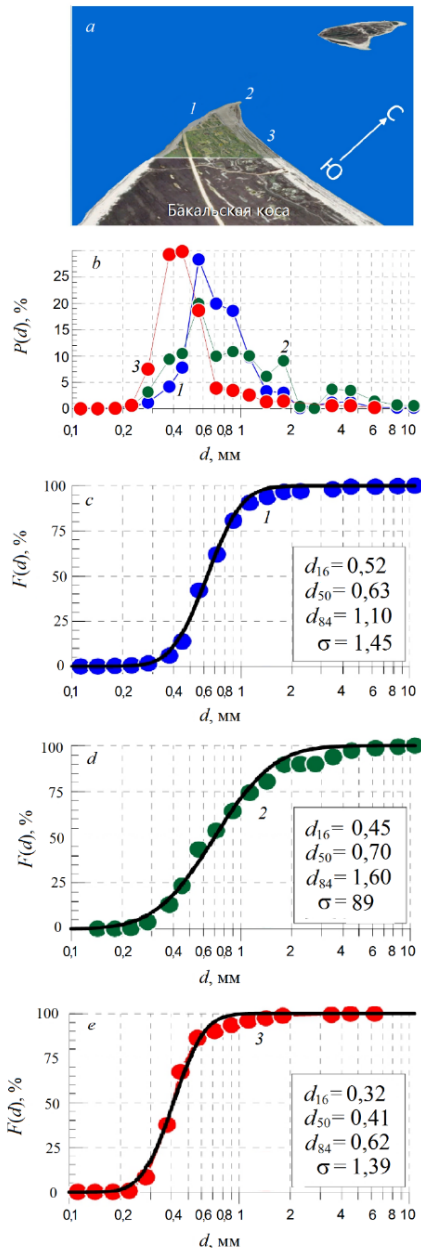 a
1
2
3
С
Ю
Бакальская коса
b
P(d), %
25
20
15
10
5
0
3
1
2
0,1
0,2
0,4
0,6
0,8
1
2
4
6
8
10
d, мм
c
F(d), %
100
75
50
25
0
1
d16 = 0,52
d50 = 0,63
d84 = 1,10
σ = 1,45
0,1
0,2
0,4
0,6
0,8
1
2
4
6
8
10
d, мм
d
F(d), %
100
75
50
25
0
2
d16 = 0,45
d50 = 0,70
d84 = 1,60
σ = 89
0,1
0,2
0,4
0,6
0,8
1
2
4
6
8
10
d, мм
e
F(d), %
100
75
50
25
0
3
d16 = 0,32
d50 = 0,41
d84 = 0,62
σ = 1,39
0,1
0,2
0,4
0,6
0,8
1
2
4
6
8
10
d, мм